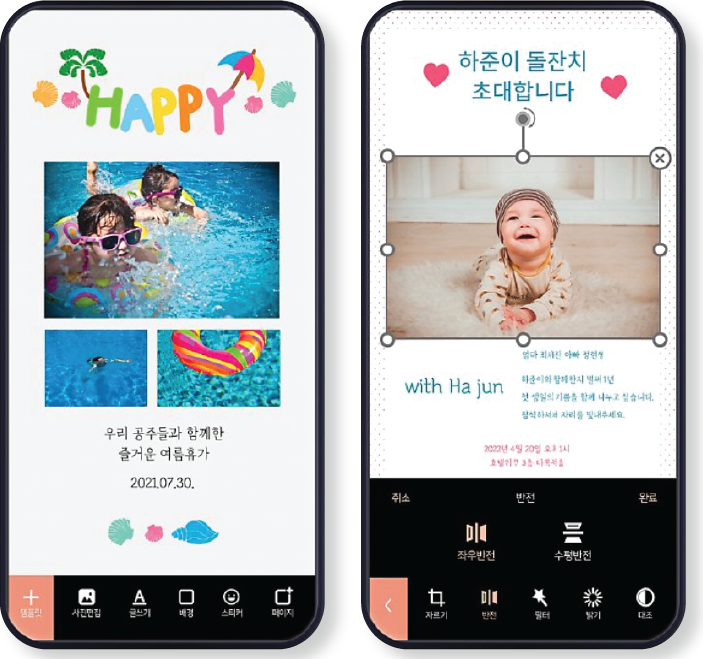 HAPPY
우리 공주들과 함께한
즐거운 여름휴가
2021.07.30.
템플릿
사진편집
글쓰기
배경
스티커
페이지
하준이 돌잔치
초대합니다
엄마 최재진 아빠 정현우
with Ha jun
하준이와 함께한지 벌써 1년
첫 생일의 기쁨을 함께 나누고 싶습니다.
참석하셔서 자리를 빛내주세요.
2022년 4월 20일 오후 1시
취소
반전
완료
좌우반전
수평반전
자르기
반전
필터
밝기
대조